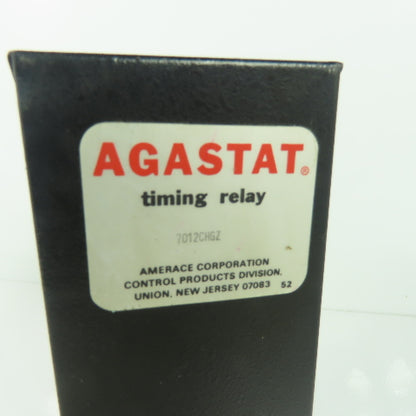 AGASTAT®
timing relay
7012CHGZ
AMERACE CORPORATION
CONTROL PRODUCTS DIVISION.
UNION, NEW JERSEY 07083 52